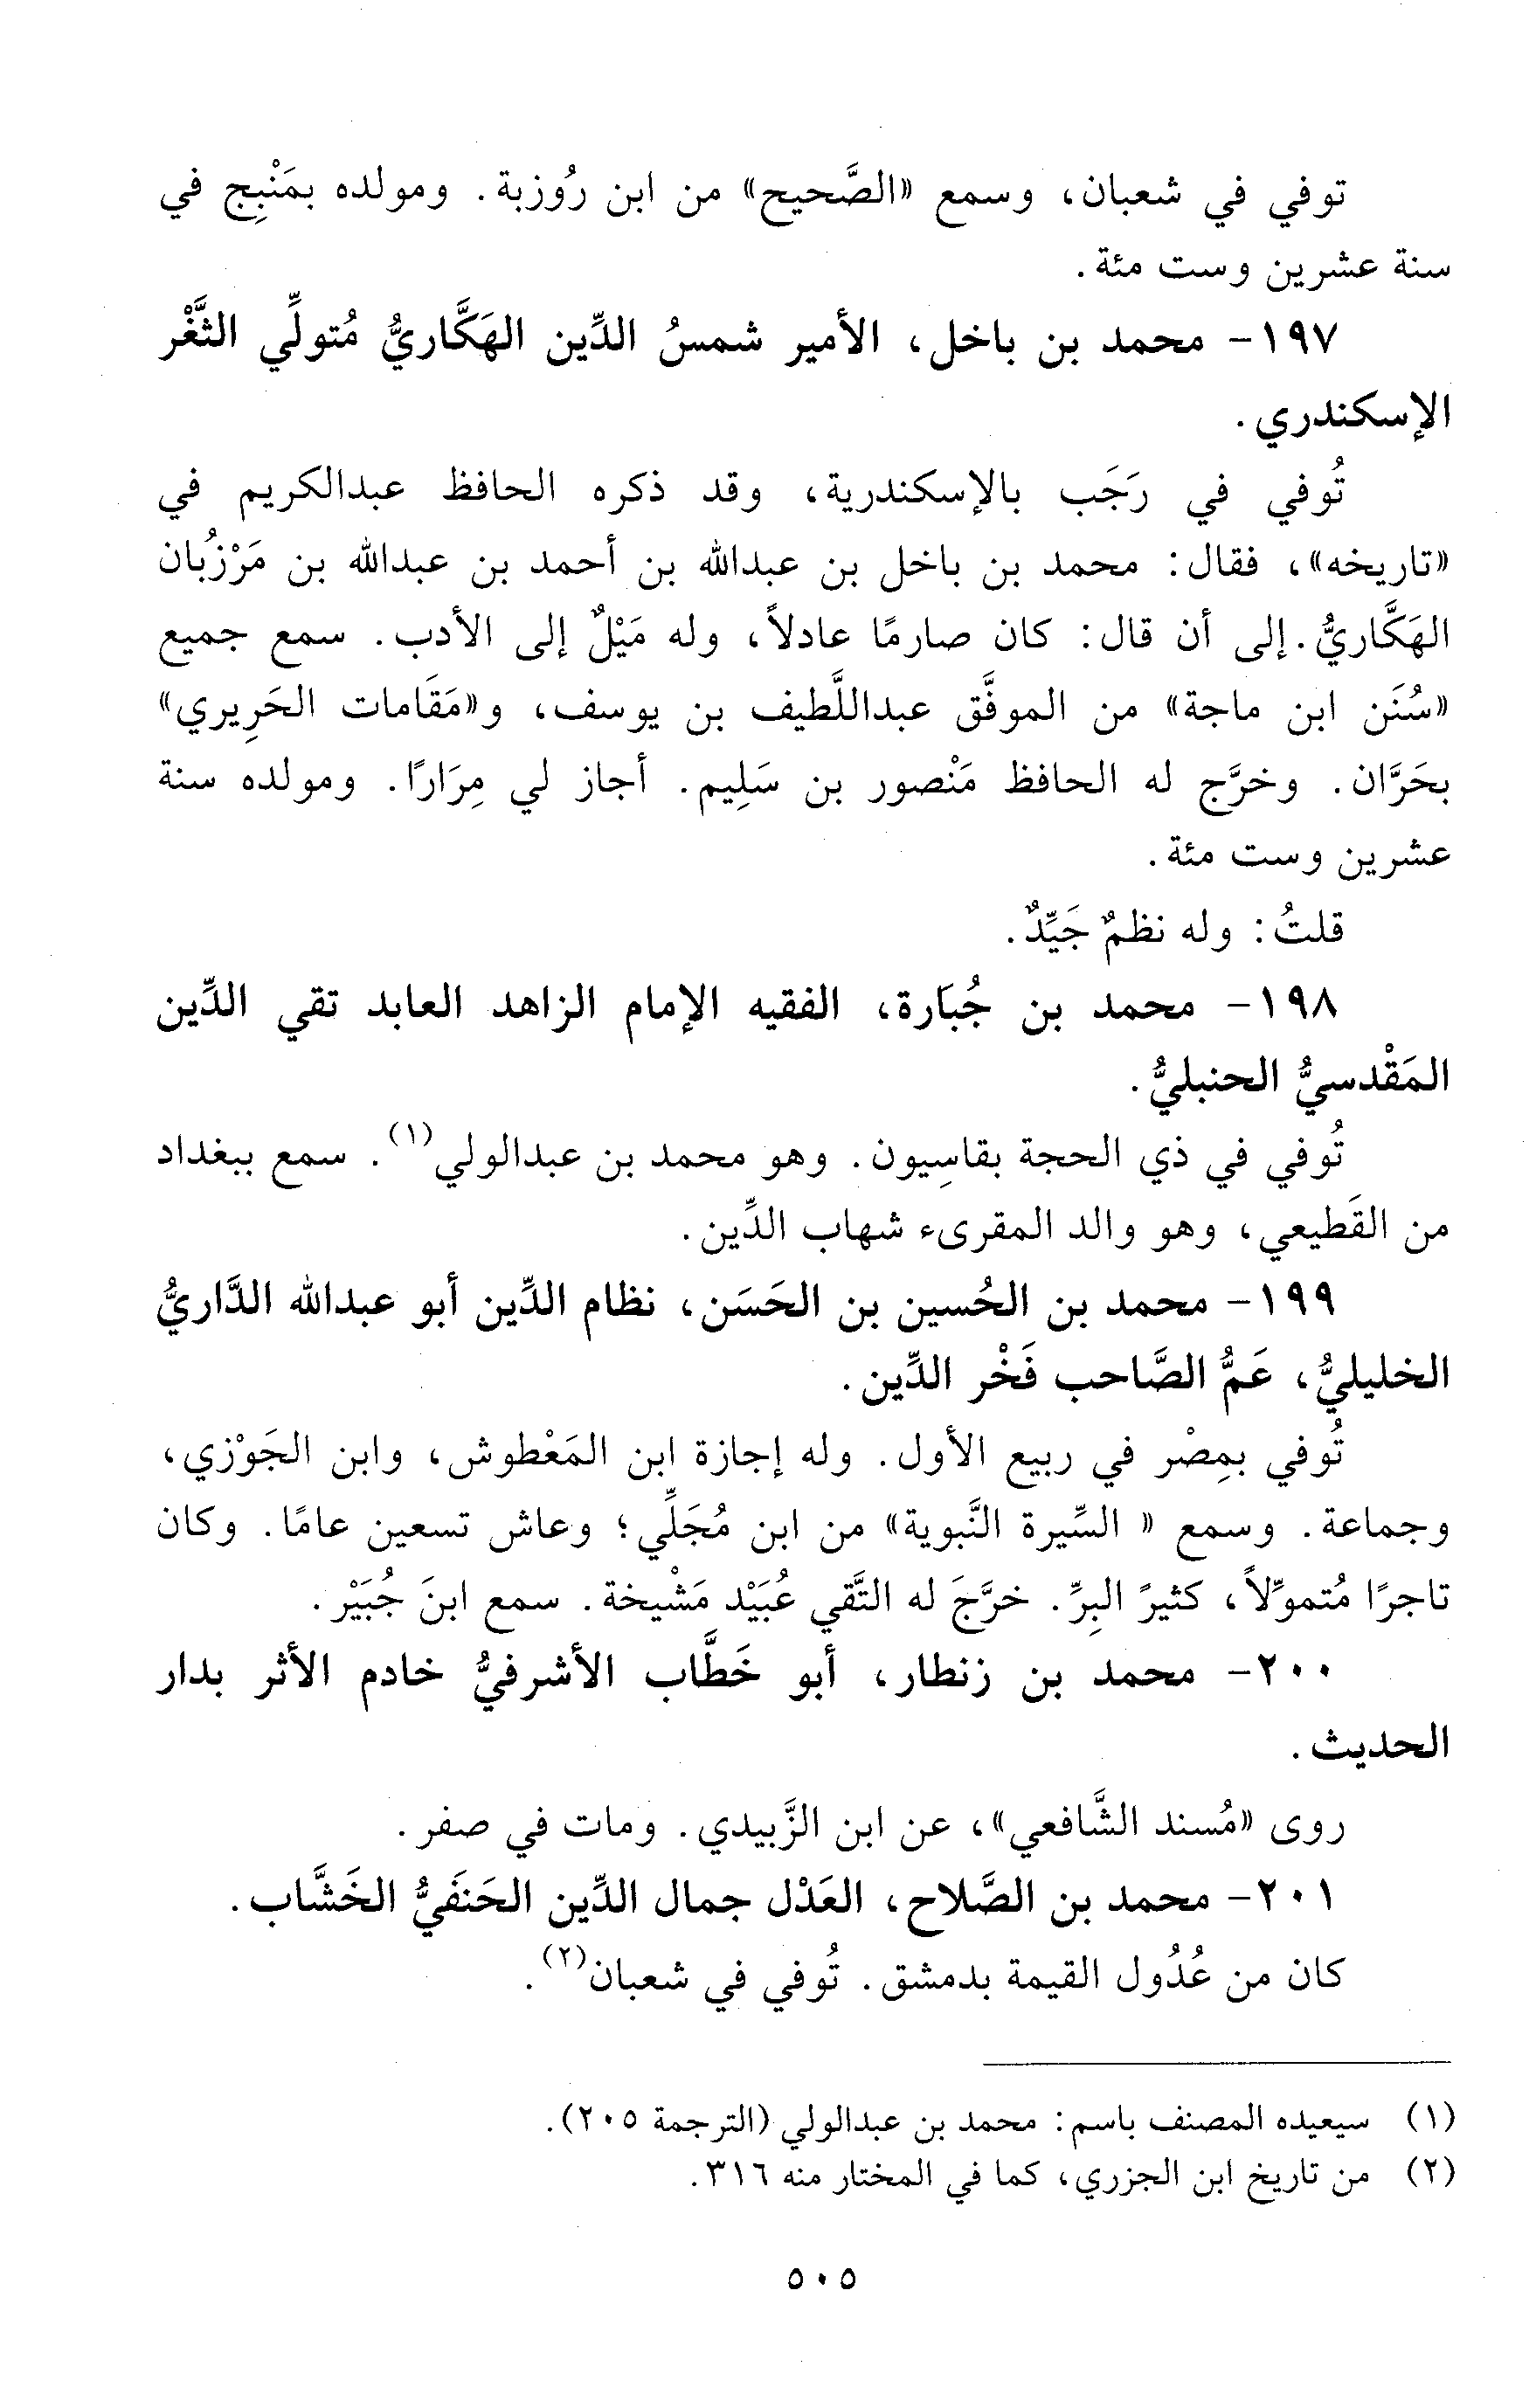 توفي في شعبان، وسمع «الصَّحيح» من ابن رُوزبة. ومولده بمَنْبِج في
سنة عشرين وست مئة.
١٩٧- محمد بن باخل، الأمير شمسُ الدِّين الهَكَّاريُّ مُتولِّي الثَّغْر
الإسكندري.
تُوفي في رَجَب بالإسكندرية، وقد ذكره الحافظ عبدالكريم في
«تاريخه»، فقال: محمد بن باخل بن عبدالله بن أحمد بن عبدالله بن مَرْزُبان
الهَكَّاريُّ. إلى أن قال: كان صارمًا عادلاً، وله مَيْلٌ إلى الأدب. سمع جميع
«سُنَن ابن ماجة» من الموفَّق عبداللَّطيف بن يوسف، و«مَقَامات الحَرِيري»
بحَرَّان. وخرَّج له الحافظ مَنْصور بن سَلِيم. أجاز لي مِرَارًا. ومولده سنة
عشرين وست مئة.
قلتُ: وله نظمٌ جَيِّدٌ.
١٩٨- محمد بن جُبَارة، الفقيه الإمام الزاهد العابد تقي الدِّين
المَقْدسيُّ الحنبليُّ.
تُوفي في ذي الحجة بقاسِيون. وهو محمد بن عبدالولي(١). سمع ببغداد
من القَطيعي، وهو والد المقرىء شهاب الدِّين.
١٩٩- محمد بن الحُسين بن الحَسَن، نظام الدِّين أبو عبدالله الدَّاريُّ
الخليليُّ، عَمُّ الصَّاحب فَخْر الدِّين.
تُوفي بمِصْر في ربيع الأول. وله إجازة ابن المَعْطوش، وابن الجَوْزي،
وجماعة. وسمع « السِّيرة النَّبوية» من ابن مُجَلِّي؛ وعاش تسعين عامًا. وكان
تاجرًا مُتموِّلاً، كثيرً البِرِّ. خرَّجَ له التَّقي عُبَيْد مَشْيخة. سمع ابنَ جُبَيْر.
٢٠٠- محمد بن زنطار، أبو خَطَّاب الأشرفيُّ خادم الأثر بدار
الحديث.
روى «مُسند الشَّافعي»، عن ابن الزَّبيدي. ومات في صفر.
٢٠١- محمد بن الصَّلاح، العَدْل جمال الدِّين الحَنفَيُّ الخَشَّاب.
كان من عُدُول القيمة بدمشق. تُوفي في شعبان(٢).
(١) سيعيده المصنف باسم: محمد بن عبدالولي (الترجمة ٢٠٥).
(٢) من تاريخ ابن الجزري، كما في المختار منه ٣١٦.
٥٠٥